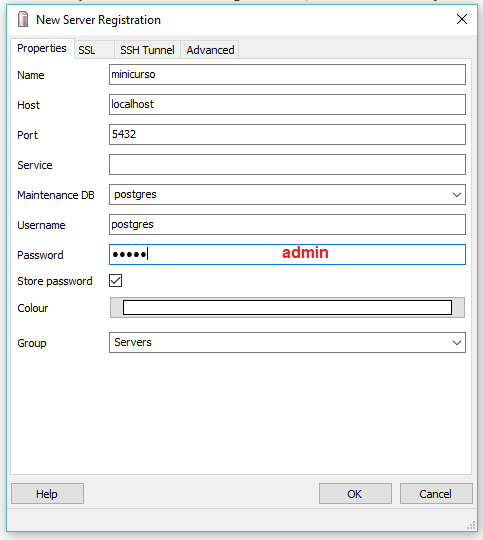 New Server Registration
Properties SSL SSH Tunnel Advanced
Name minicurso
Host localhost
Port 5432
Service
Maintenance DB postgres
Username postgres
Password ●●●●● admin
Store password
Colour
Group Servers
Help OK Cancel